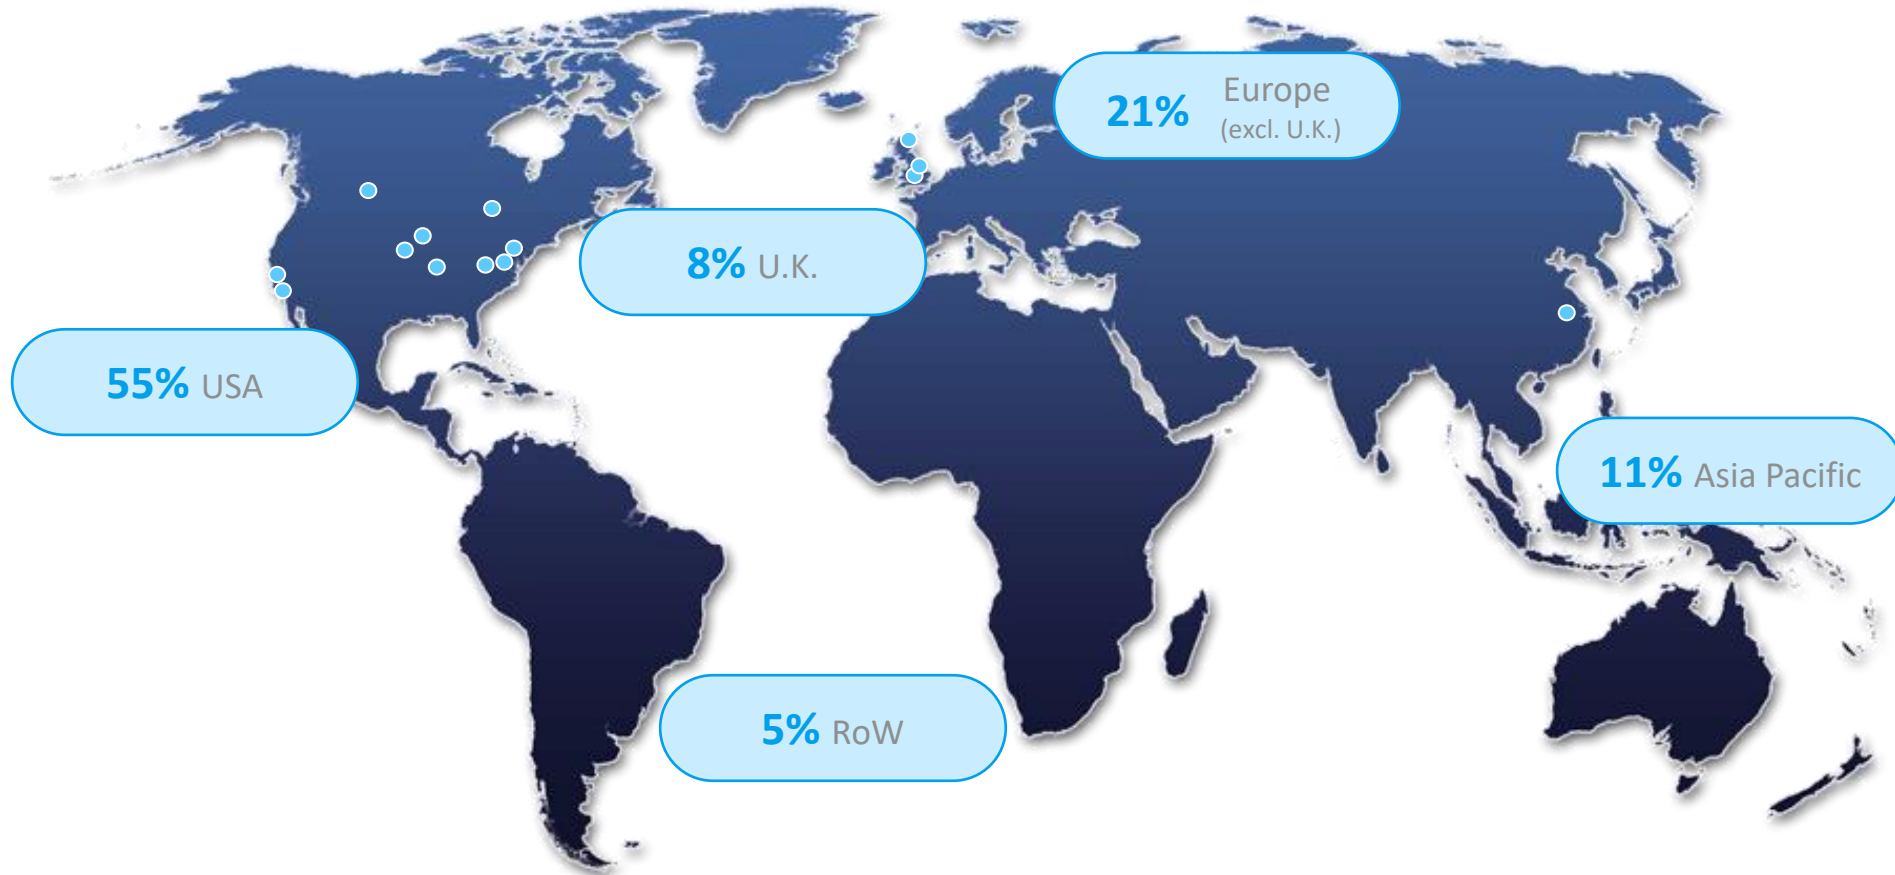 21% Europe
(excl. U.K.)
8% U.K.
55% USA
11% Asia Pacific
5% RoW